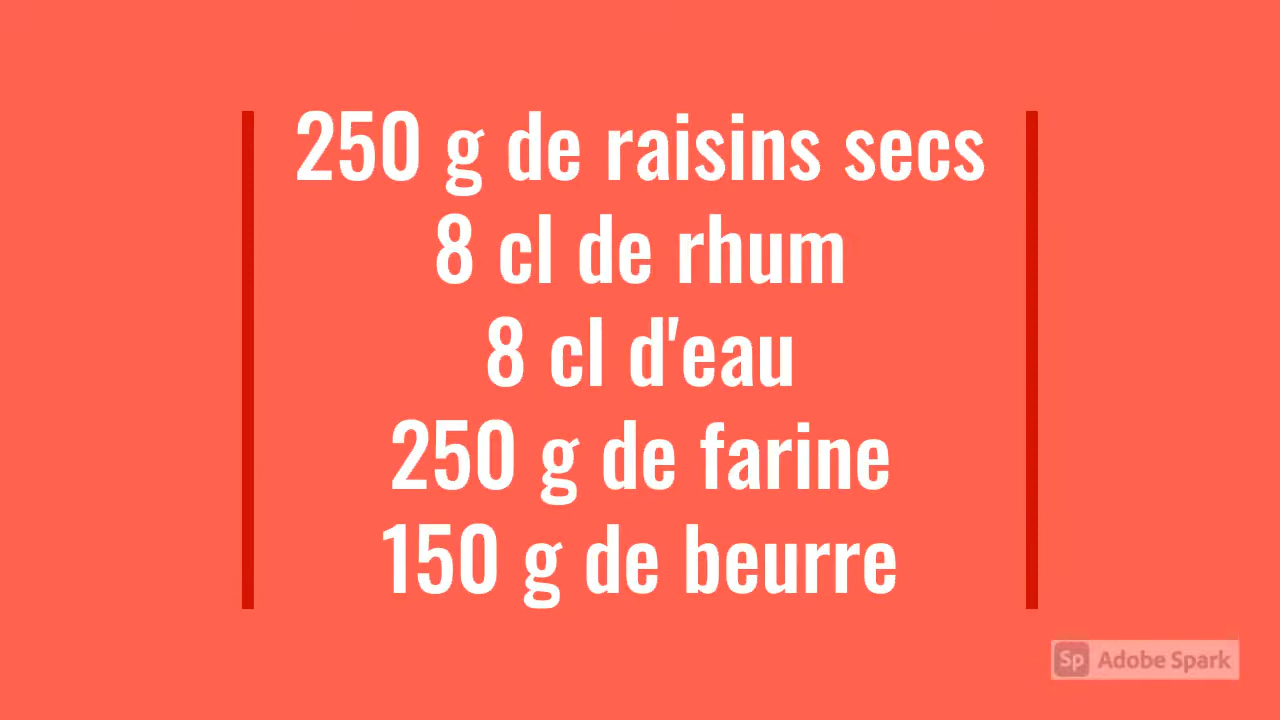 250 g de raisins secs
8 cl de rhum
8 cl d'eau
250 g de farine
150 g de beurre
Sp Adobe Spark